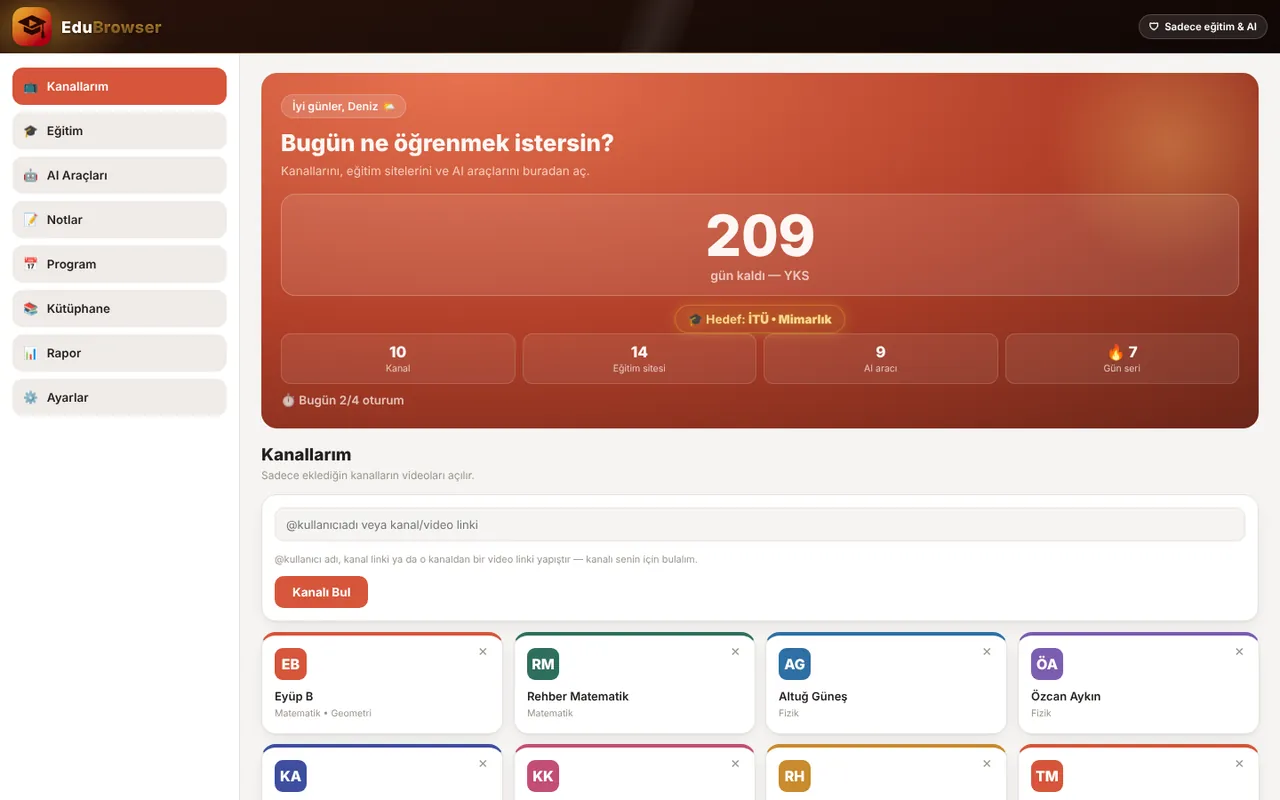 EduBrowser
Sadece eğitim & AI
Kanallarım
Eğitim
AI Araçları
Notlar
Program
Kütüphane
Rapor
Ayarlar
İyi günler, Deniz
Bugün ne öğrenmek istersin?
Kanallarını, eğitim sitelerini ve AI araçlarını buradan aç.
209
gün kaldı — YKS
Hedef: İTÜ • Mimarlık
10
Kanal
14
Eğitim sitesi
9
AI aracı
🔥 7
Gün seri
Bugün 2/4 oturum
Kanallarım
Sadece eklediğin kanalların videoları açılır.
@kullanıcıadı veya kanal/video linki
@kullanıcı adı, kanal linki ya da o kanaldan bir video linki yapıştır — kanalı senin için bulalım.
Kanalı Bul
EB
Eyüp B
Matematik • Geometri
RM
Rehber Matematik
Matematik
AG
Altuğ Güneş
Fizik
ÖA
Özcan Aykın
Fizik
KA
KK
RH
TM